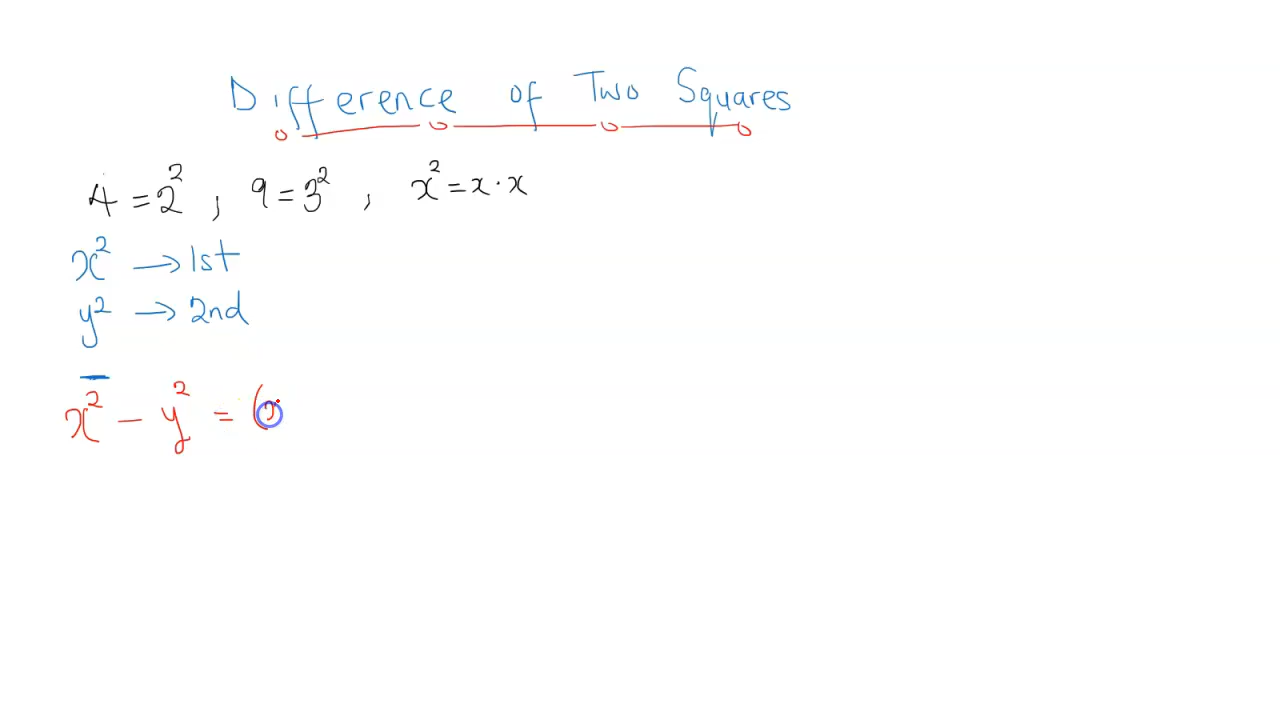 Difference of Two Squares
4 = 2² , 9 = 3² , x² = x · x
x² → 1st
y² → 2nd
x² − y² = (x